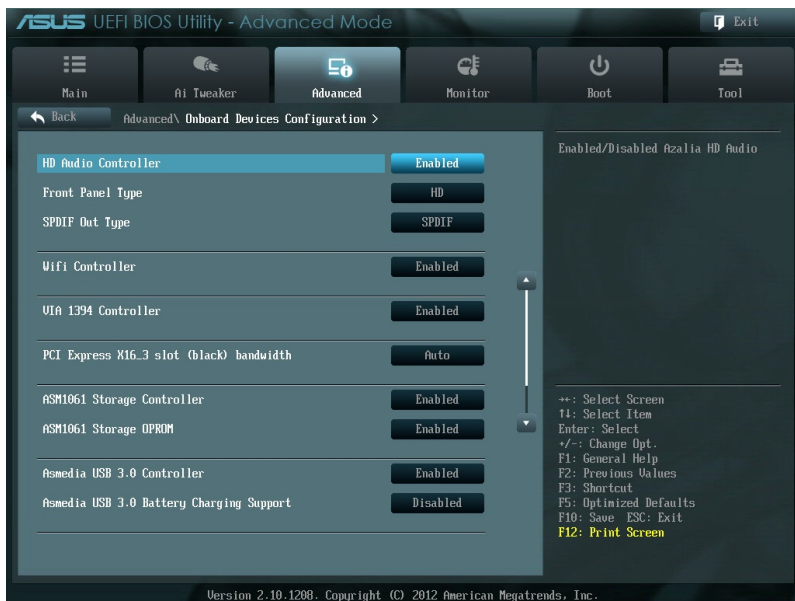 ASUS UEFI BIOS Utility - Advanced Mode
Exit
Main
Ai Tweaker
Advanced
Monitor
Boot
Tool
Back
Advanced\ Onboard Devices Configuration >
HD Audio Controller Enabled
Front Panel Type HD
SPDIF Out Type SPDIF
Wifi Controller Enabled
VIA 1394 Controller Enabled
PCI Express X16_3 slot (black) bandwidth Auto
ASM1061 Storage Controller Enabled
ASM1061 Storage OPROM Enabled
Asmedia USB 3.0 Controller Enabled
Asmedia USB 3.0 Battery Charging Support Disabled
Enabled/Disabled Azalia HD Audio
→←: Select Screen
↑↓: Select Item
Enter: Select
+/-: Change Opt.
F1: General Help
F2: Previous Values
F3: Shortcut
F5: Optimized Defaults
F10: Save ESC: Exit
F12: Print Screen
Version 2.10.1208. Copyright (C) 2012 American Megatrends, Inc.